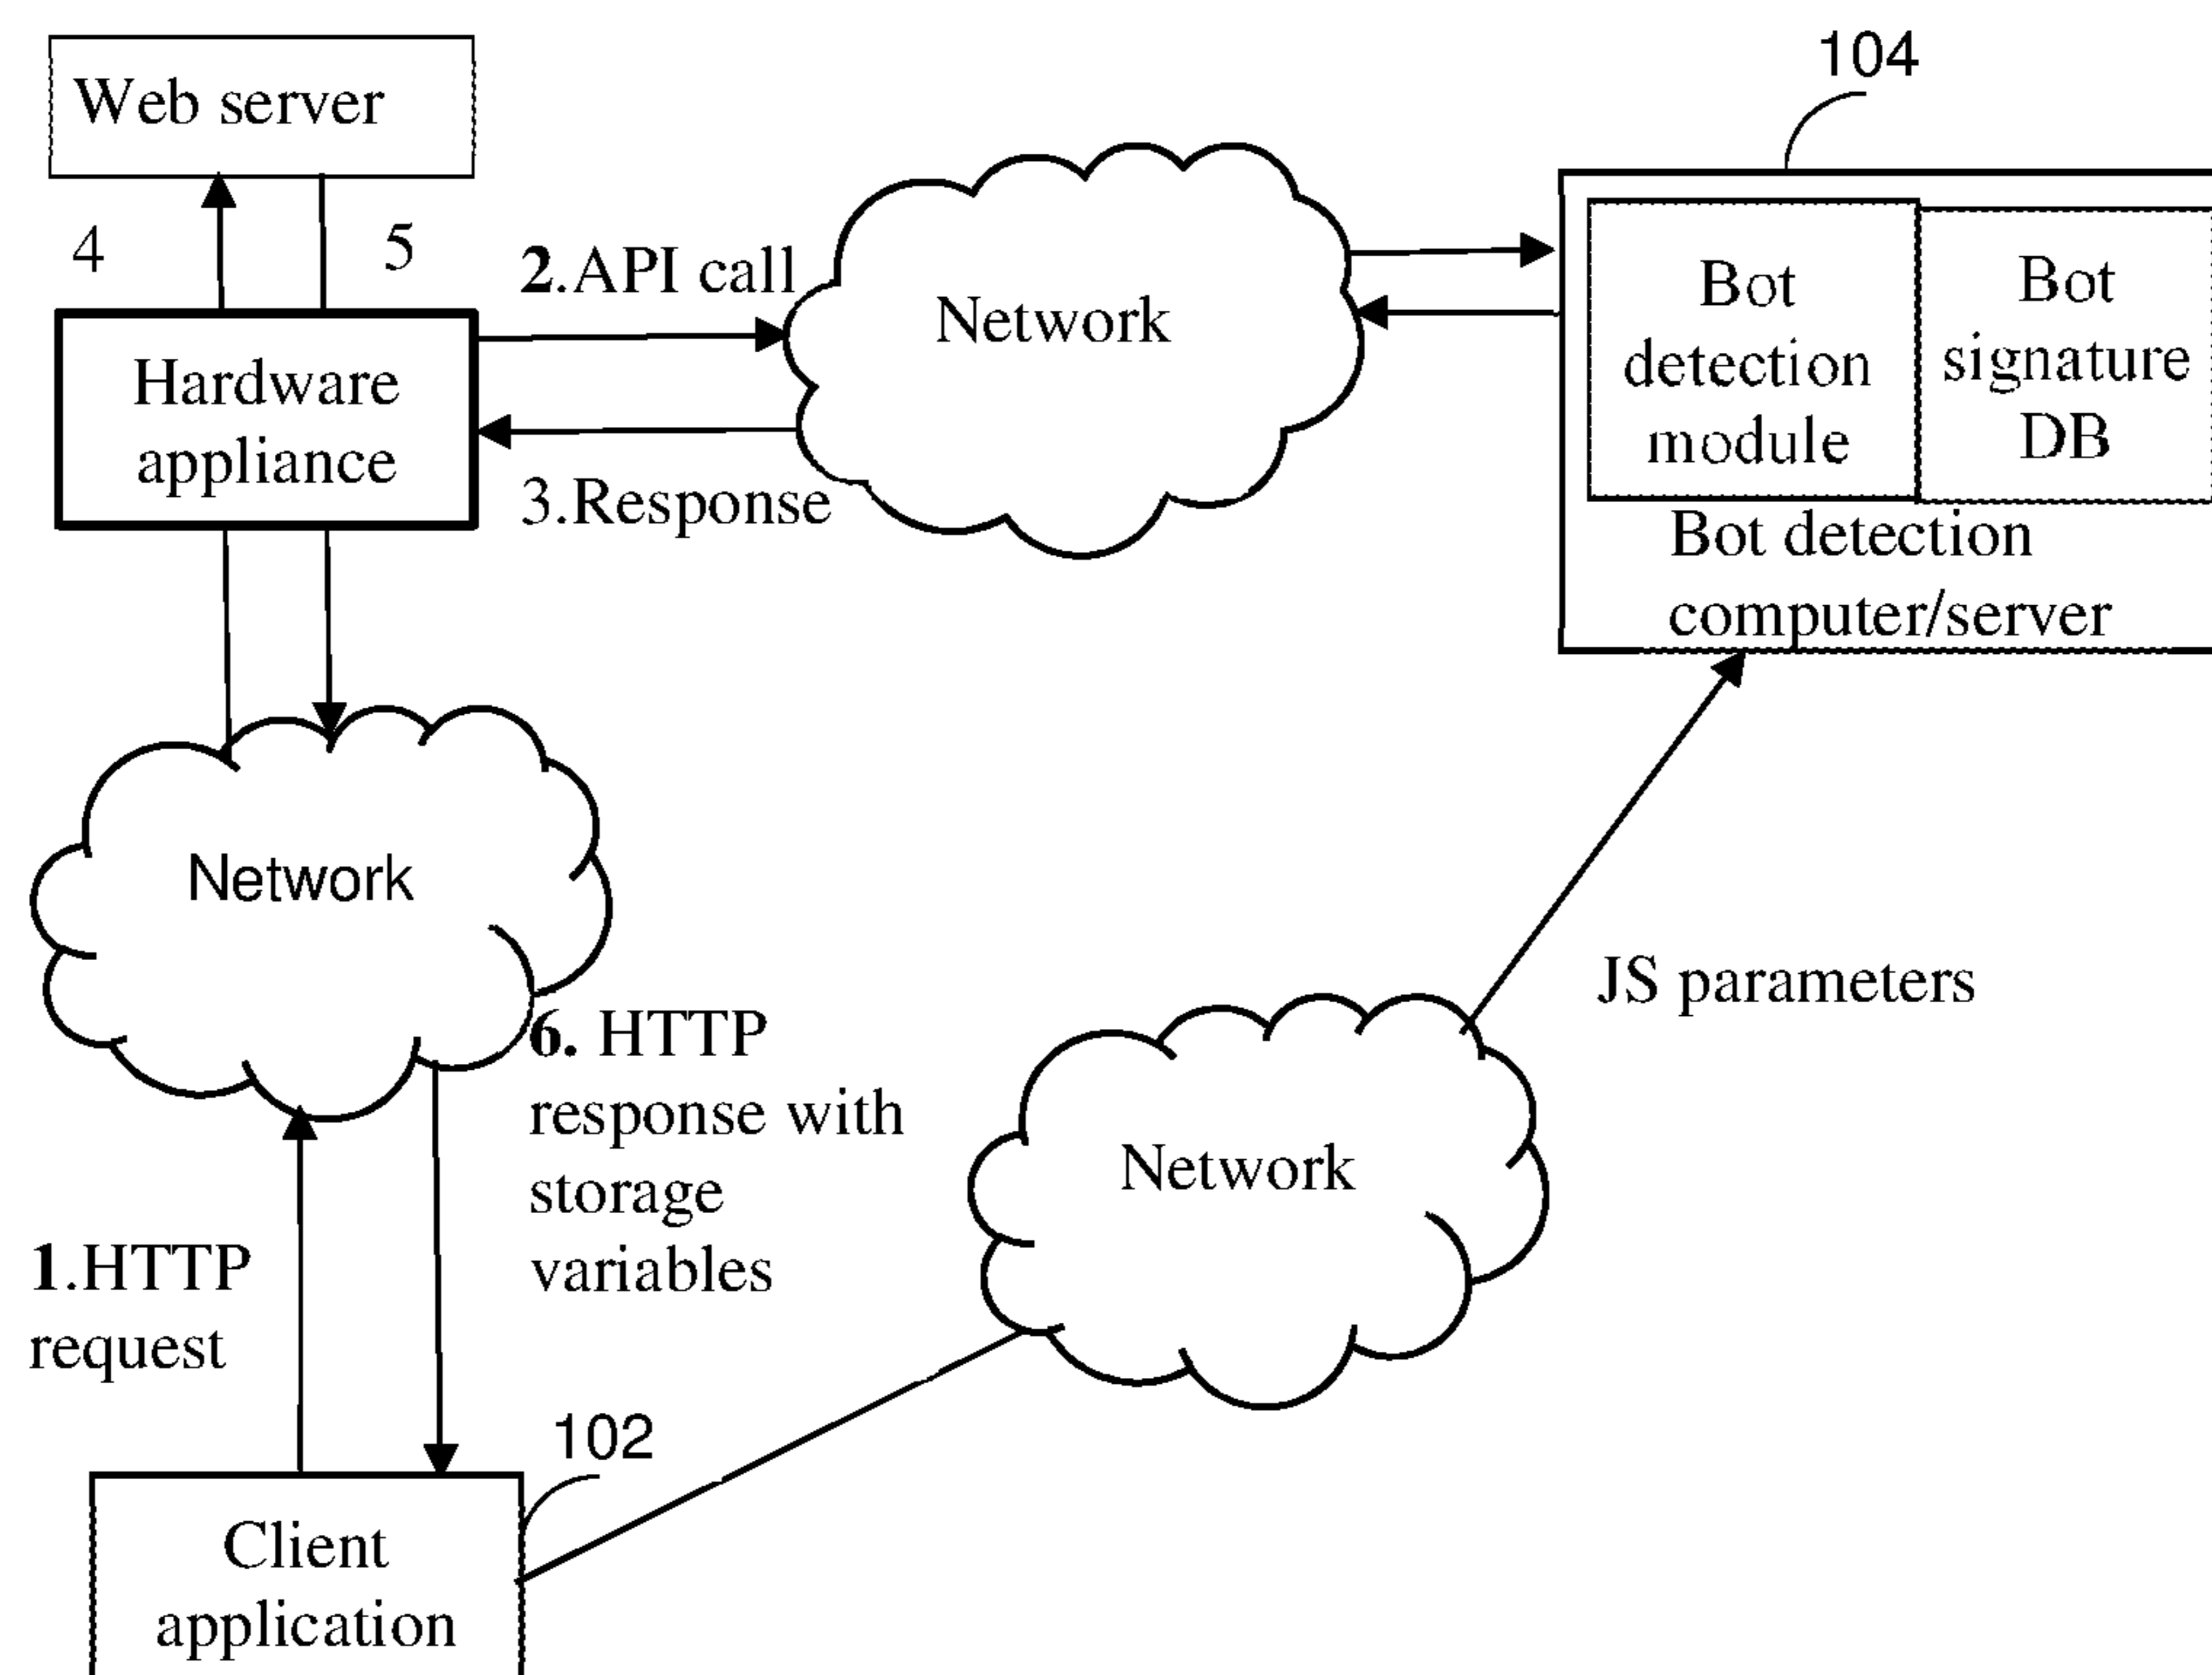 104
Web server
4
5
2.API call
Network
Bot
detection
module
Bot
signature
DB
Hardware
appliance
3.Response
Bot detection
computer/server
Network
JS parameters
6. HTTP
response with
storage
variables
Network
1.HTTP
request
102
Client
application